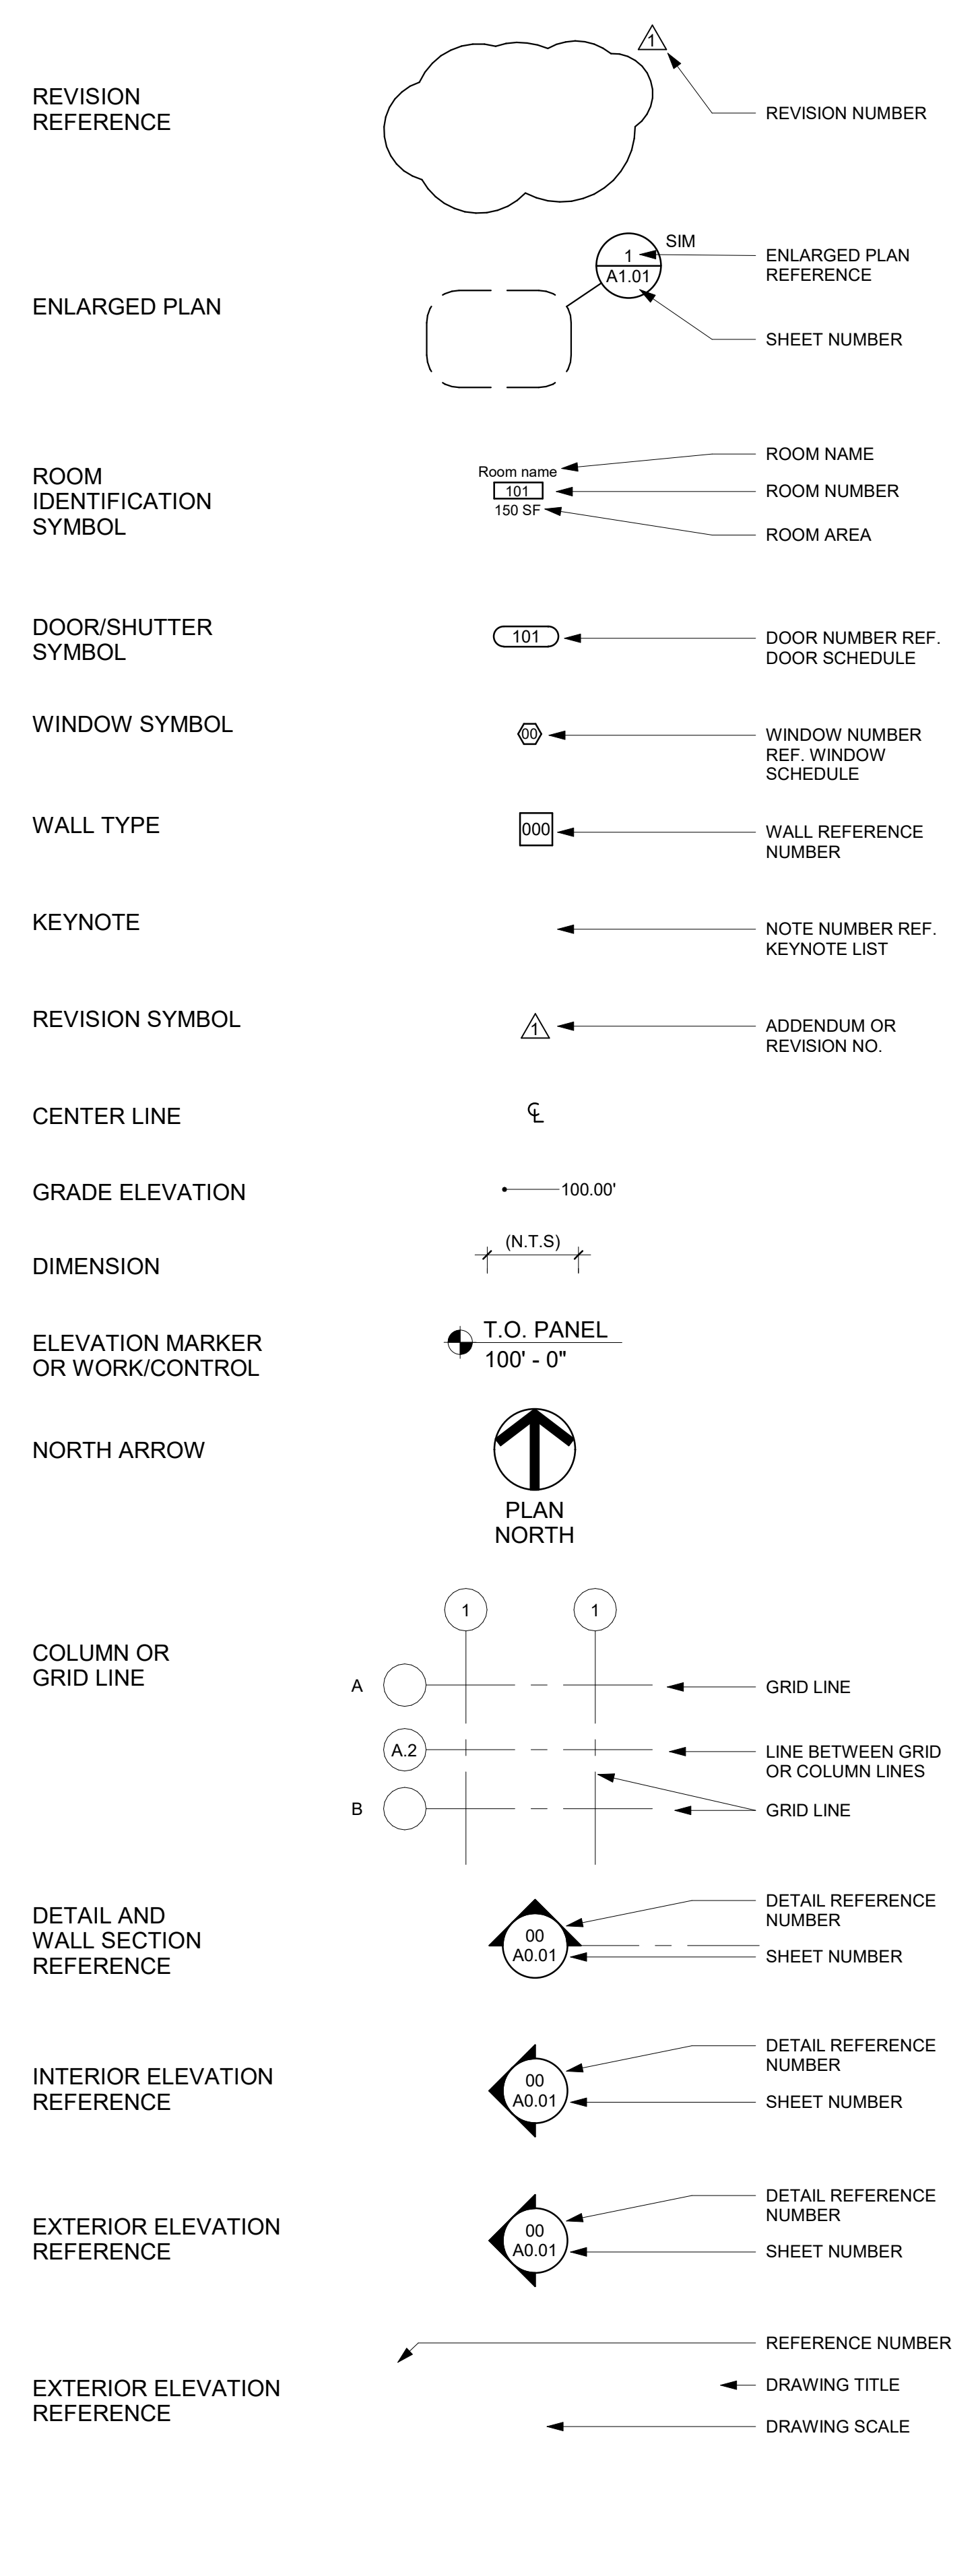 REVISION
REFERENCE
1
REVISION NUMBER
ENLARGED PLAN
1
A1.01
SIM
ENLARGED PLAN
REFERENCE
SHEET NUMBER
ROOM
IDENTIFICATION
SYMBOL
Room name
101
150 SF
ROOM NAME
ROOM NUMBER
ROOM AREA
DOOR/SHUTTER
SYMBOL
101
DOOR NUMBER REF.
DOOR SCHEDULE
WINDOW SYMBOL
00
WINDOW NUMBER
REF. WINDOW
SCHEDULE
WALL TYPE
000
WALL REFERENCE
NUMBER
KEYNOTE
NOTE NUMBER REF.
KEYNOTE LIST
REVISION SYMBOL
1
ADDENDUM OR
REVISION NO.
CENTER LINE
℄
GRADE ELEVATION
100.00'
DIMENSION
(N.T.S)
ELEVATION MARKER
OR WORK/CONTROL
T.O. PANEL
100' - 0"
NORTH ARROW
PLAN
NORTH
COLUMN OR
GRID LINE
1
1
A
A.2
B
GRID LINE
LINE BETWEEN GRID
OR COLUMN LINES
GRID LINE
DETAIL AND
WALL SECTION
REFERENCE
00
A0.01
DETAIL REFERENCE
NUMBER
SHEET NUMBER
INTERIOR ELEVATION
REFERENCE
00
A0.01
DETAIL REFERENCE
NUMBER
SHEET NUMBER
EXTERIOR ELEVATION
REFERENCE
00
A0.01
DETAIL REFERENCE
NUMBER
SHEET NUMBER
EXTERIOR ELEVATION
REFERENCE
REFERENCE NUMBER
DRAWING TITLE
DRAWING SCALE